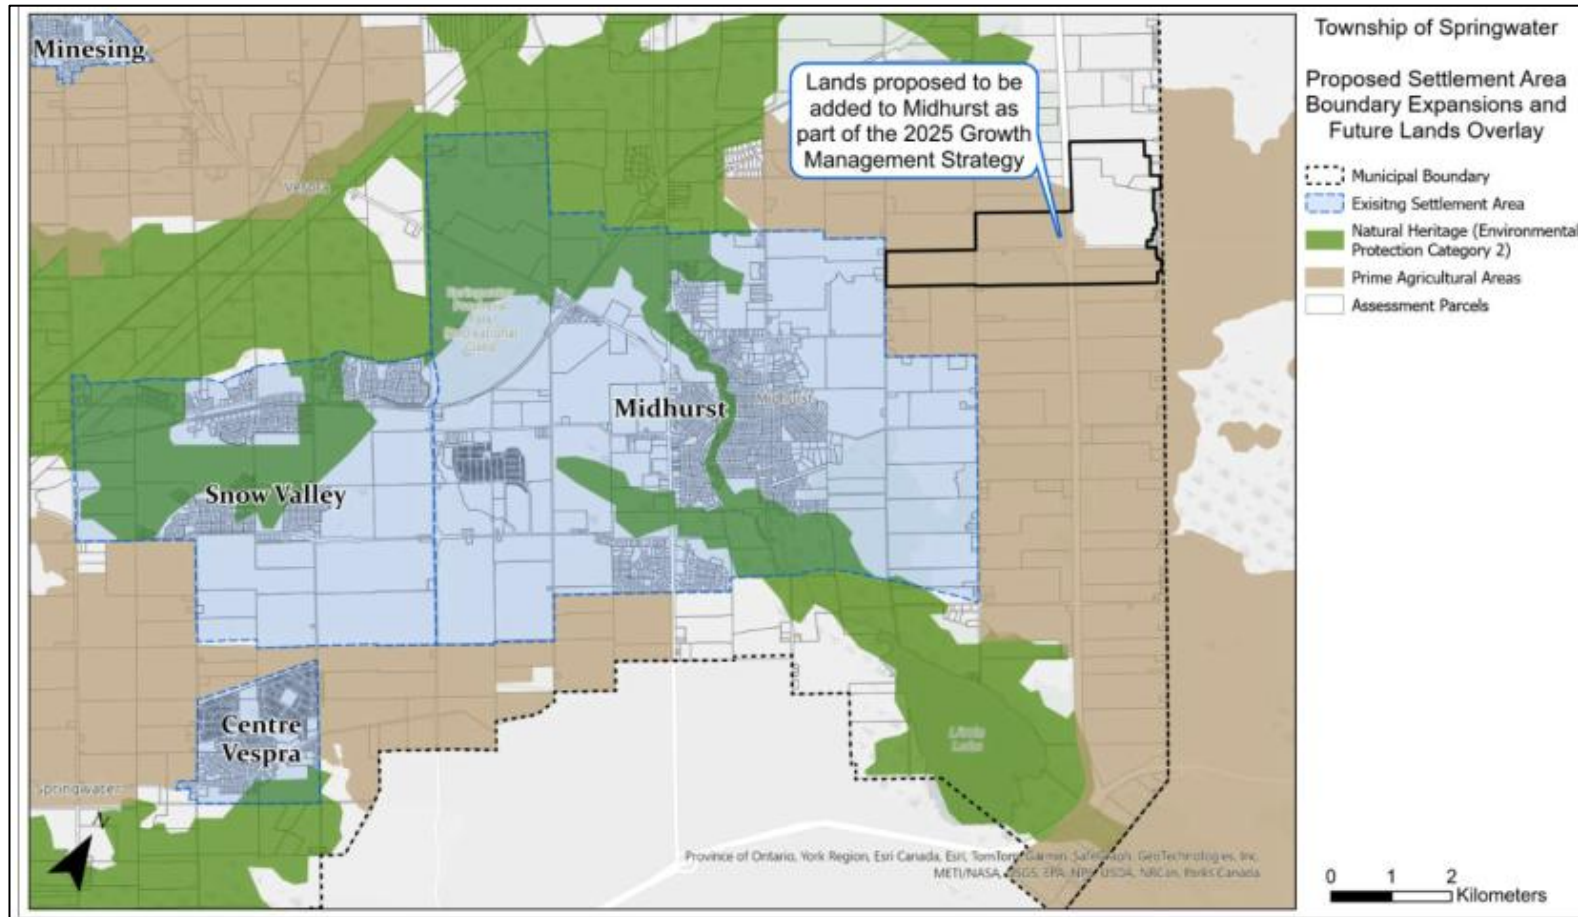 Minesing
Lands proposed to be
added to Midhurst as
part of the 2025 Growth
Management Strategy
Vespra
Midhurst
Midhurst
Snow Valley
Centre
Vespra
Springwater
Little
Lake
N
Province of Ontario, York Region, Esri Canada, Esri, TomTom, Garmin, SafeGraph, GeoTechnologies, Inc,
METI/NASA, USGS, EPA, NPS, USDA, NRCan, Parks Canada
Township of Springwater
Proposed Settlement Area
Boundary Expansions and
Future Lands Overlay
Municipal Boundary
Exisitng Settlement Area
Natural Heritage (Environmental
Protection Category 2)
Prime Agricultural Areas
Assessment Parcels
0 1 2
Kilometers